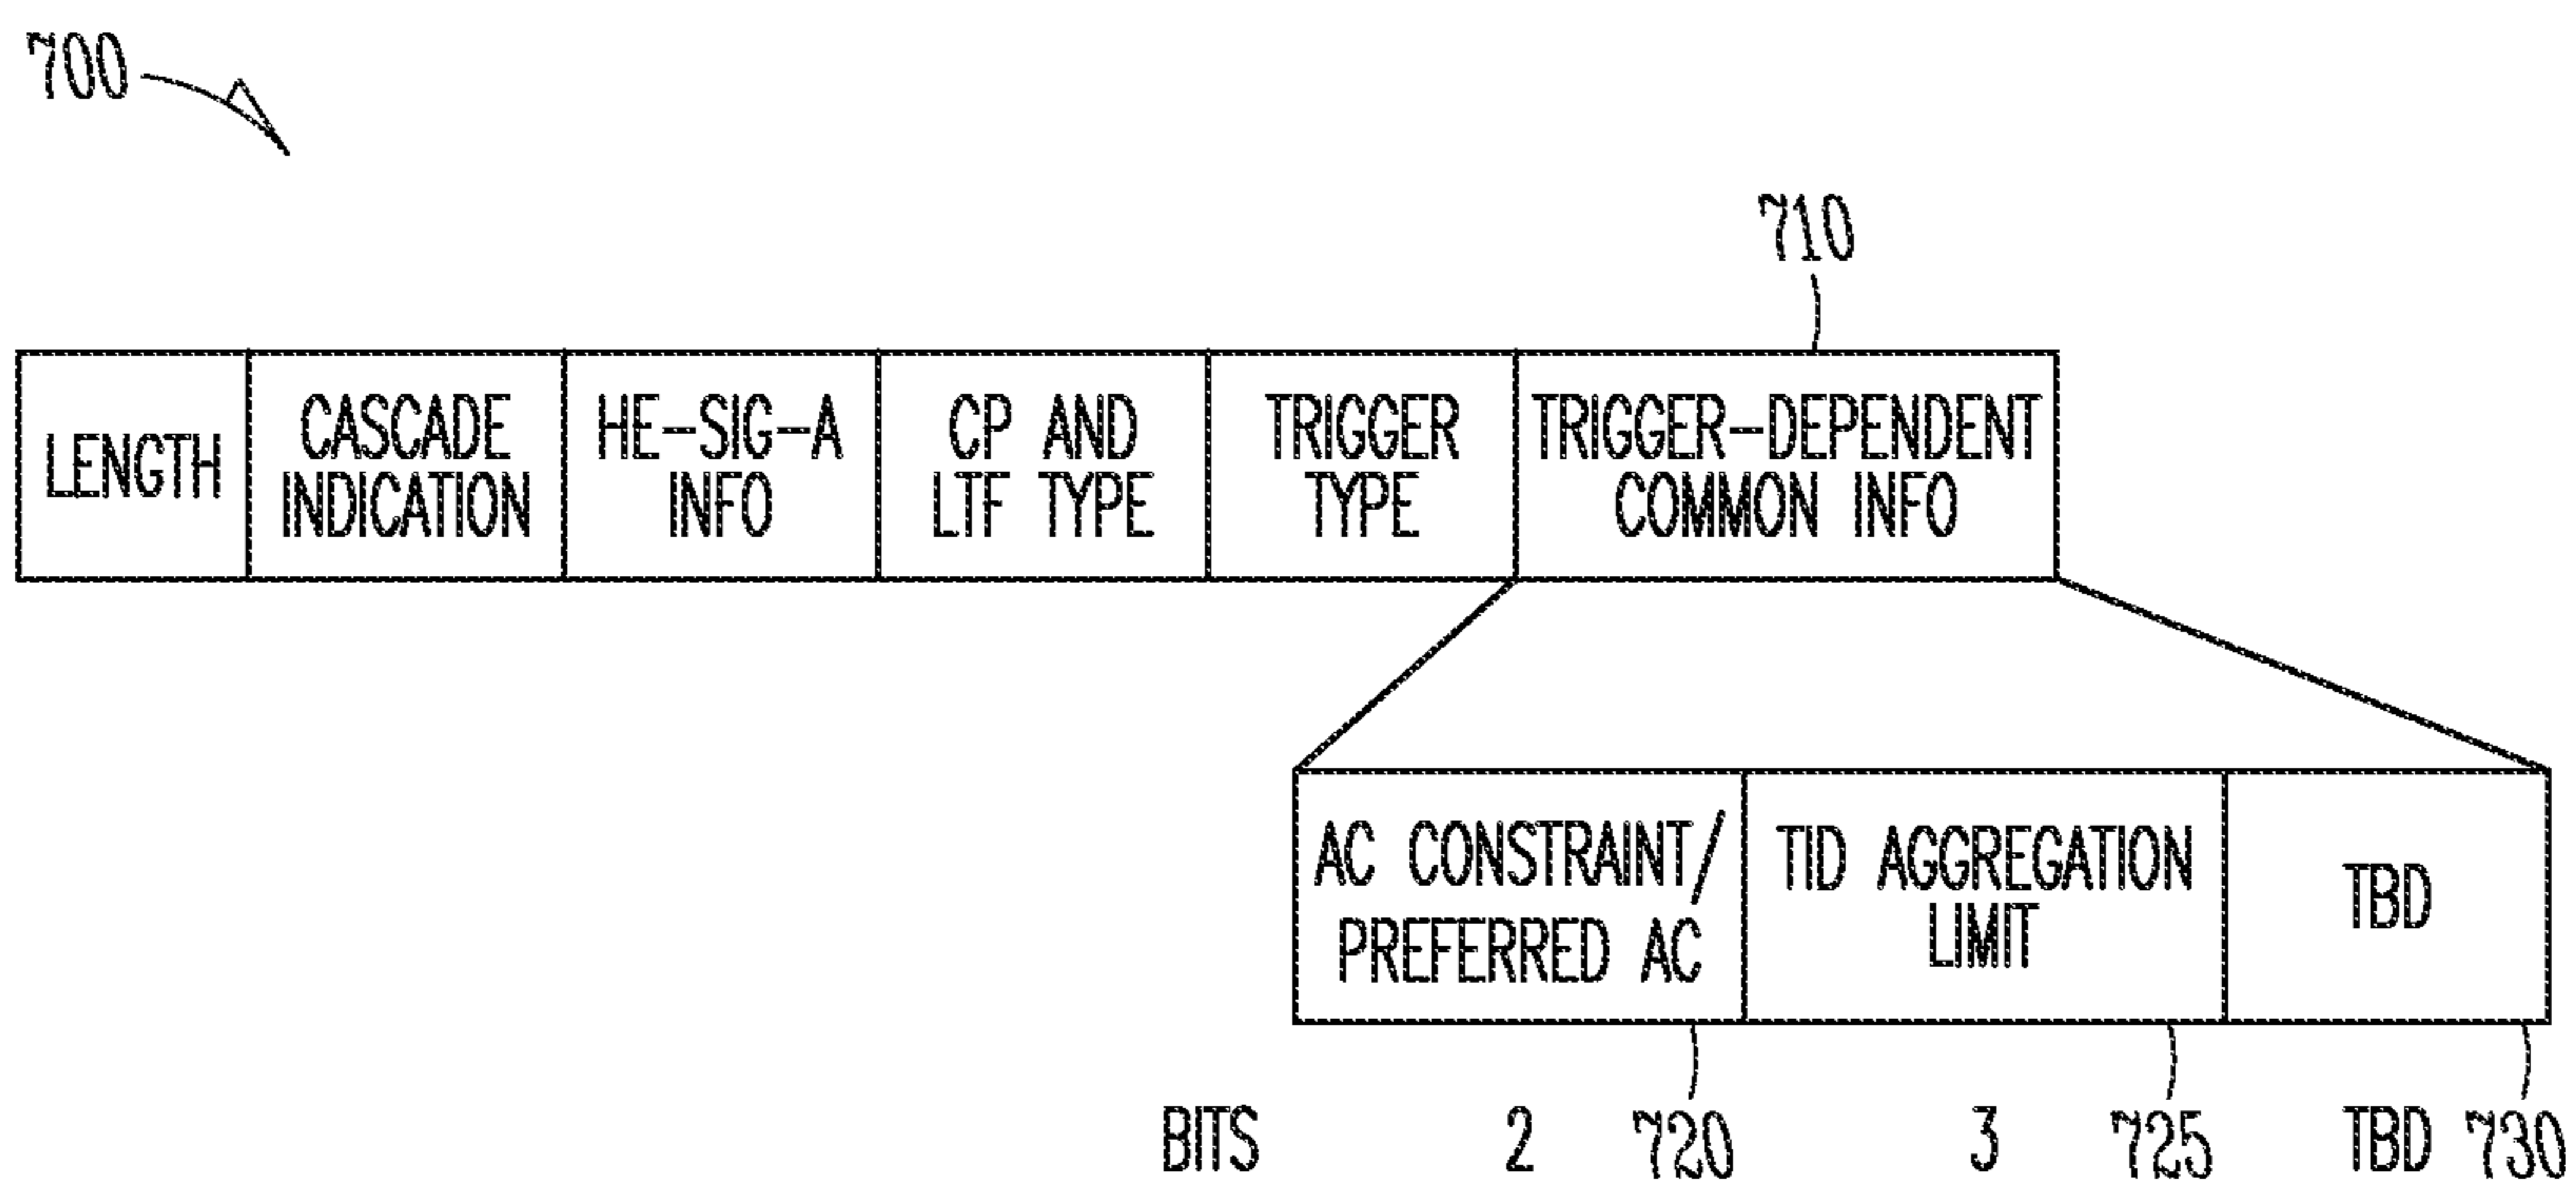 700
710
LENGTH
CASCADE
INDICATION
HE-SIG-A
INFO
CP AND
LTF TYPE
TRIGGER
TYPE
TRIGGER-DEPENDENT
COMMON INFO
AC CONSTRAINT/
PREFERRED AC
TID AGGREGATION
LIMIT
TBD
BITS 2 720 3 725 TBD 730